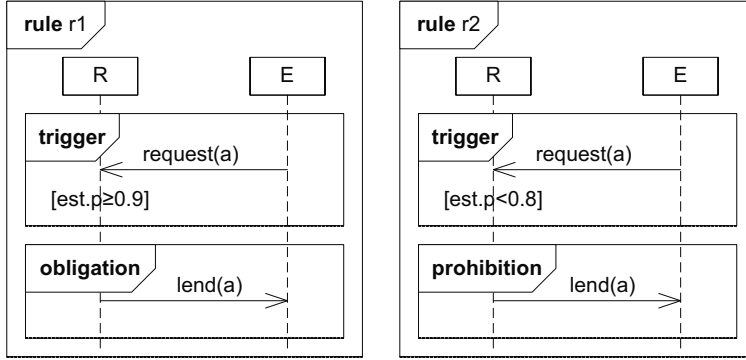 rule r1
R E
trigger
request(a)
[est.p≥0.9]
obligation
lend(a)
rule r2
R E
trigger
request(a)
[est.p<0.8]
prohibition
lend(a)